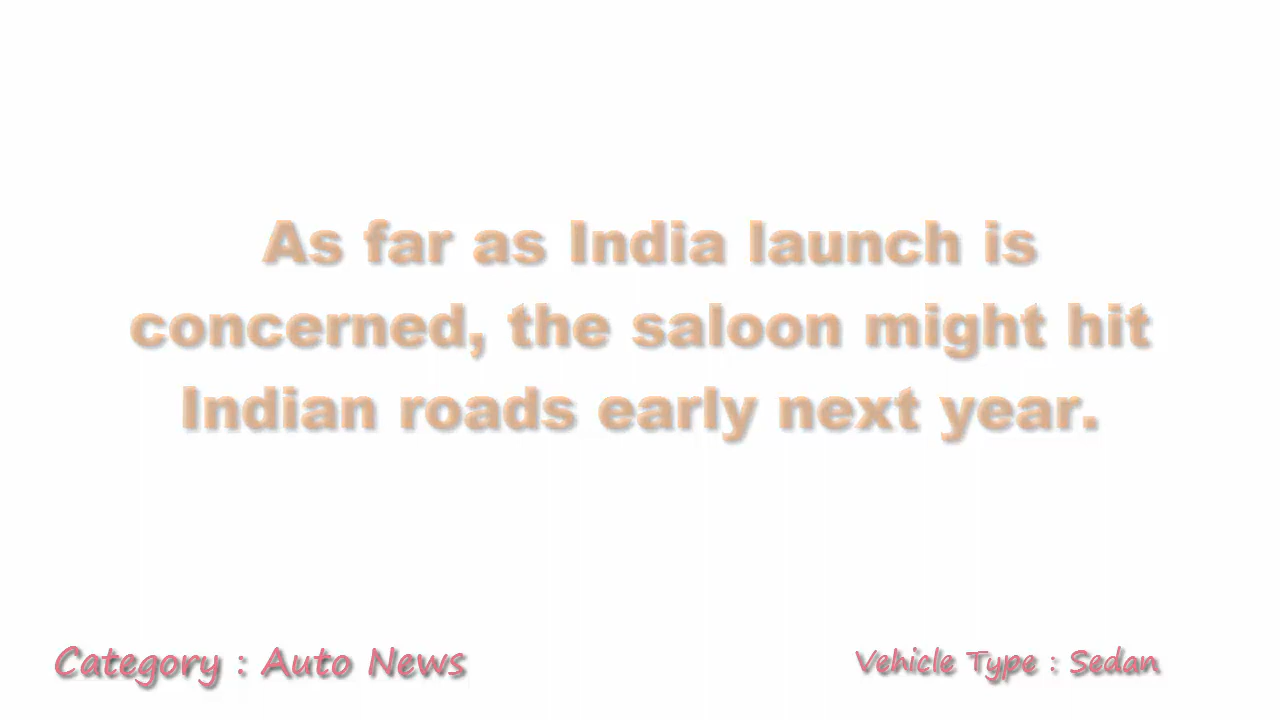 As far as India launch is
concerned, the saloon might hit
Indian roads early next year.
Category : Auto News
Vehicle Type : Sedan